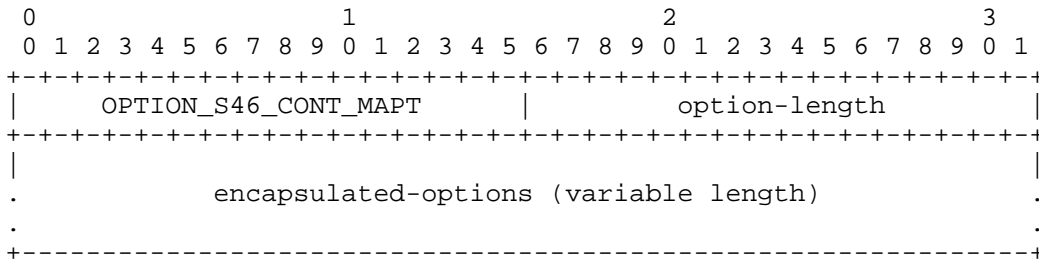 0                   1                   2                   3
 0 1 2 3 4 5 6 7 8 9 0 1 2 3 4 5 6 7 8 9 0 1 2 3 4 5 6 7 8 9 0 1
+-+-+-+-+-+-+-+-+-+-+-+-+-+-+-+-+-+-+-+-+-+-+-+-+-+-+-+-+-+-+-+-+
|     OPTION_S46_CONT_MAPT      |         option-length         |
+-+-+-+-+-+-+-+-+-+-+-+-+-+-+-+-+-+-+-+-+-+-+-+-+-+-+-+-+-+-+-+-+
|                                                               |
.            encapsulated-options (variable length)             .
.                                                               .
+---------------------------------------------------------------+